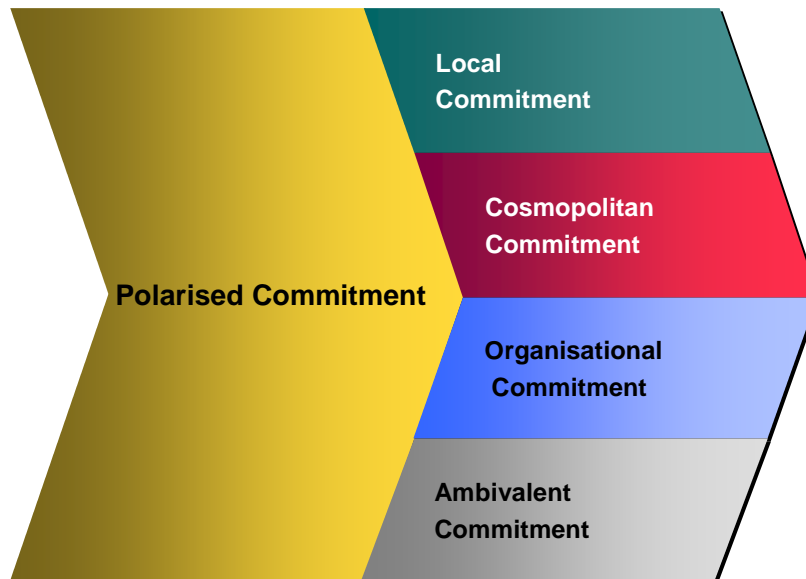 Local
Commitment
Cosmopolitan
Commitment
Polarised Commitment
Organisational
Commitment
Ambivalent
Commitment